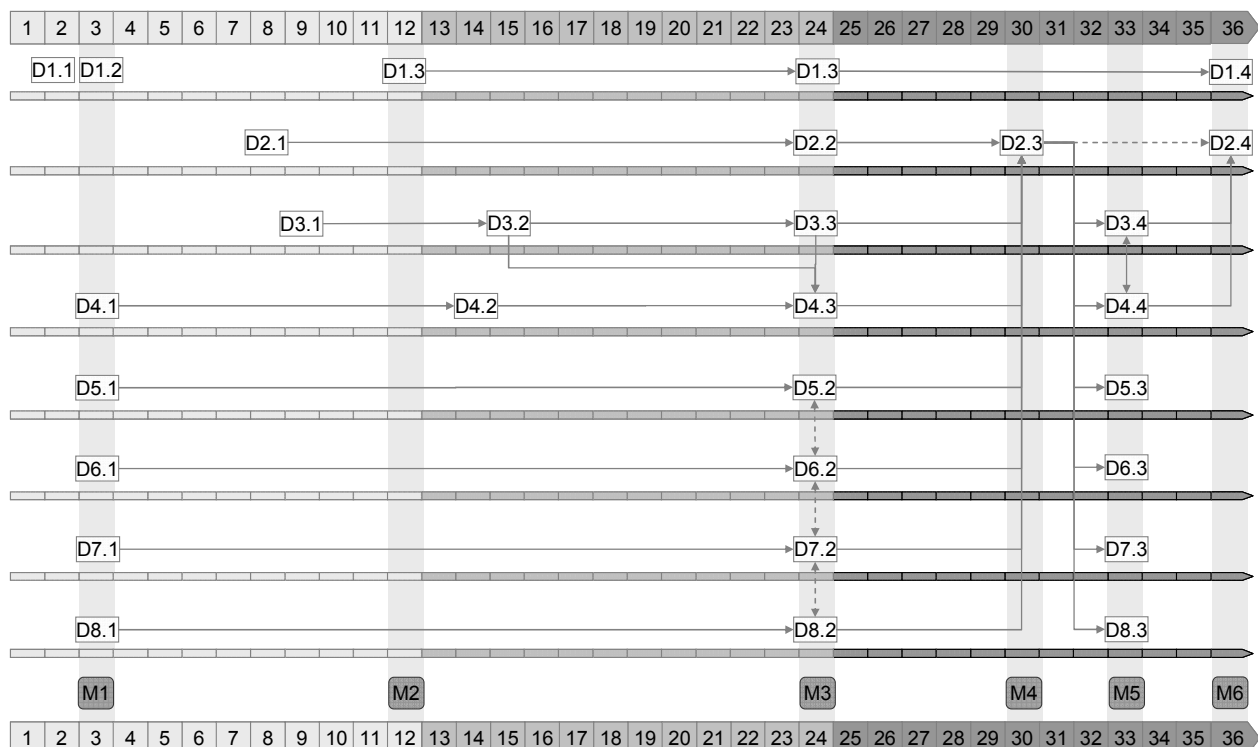 1 2 3 4 5 6 7 8 9 10 11 12 13 14 15 16 17 18 19 20 21 22 23 24 25 26 27 28 29 30 31 32 33 34 35 36
D1.1 D1.2 D1.3 D1.3 D1.4
D2.1 D2.2 D2.3 D2.4
D3.1 D3.2 D3.3 D3.4
D4.1 D4.2 D4.3 D4.4
D5.1 D5.2 D5.3
D6.1 D6.2 D6.3
D7.1 D7.2 D7.3
D8.1 D8.2 D8.3
M1 M2 M3 M4 M5 M6
1 2 3 4 5 6 7 8 9 10 11 12 13 14 15 16 17 18 19 20 21 22 23 24 25 26 27 28 29 30 31 32 33 34 35 36